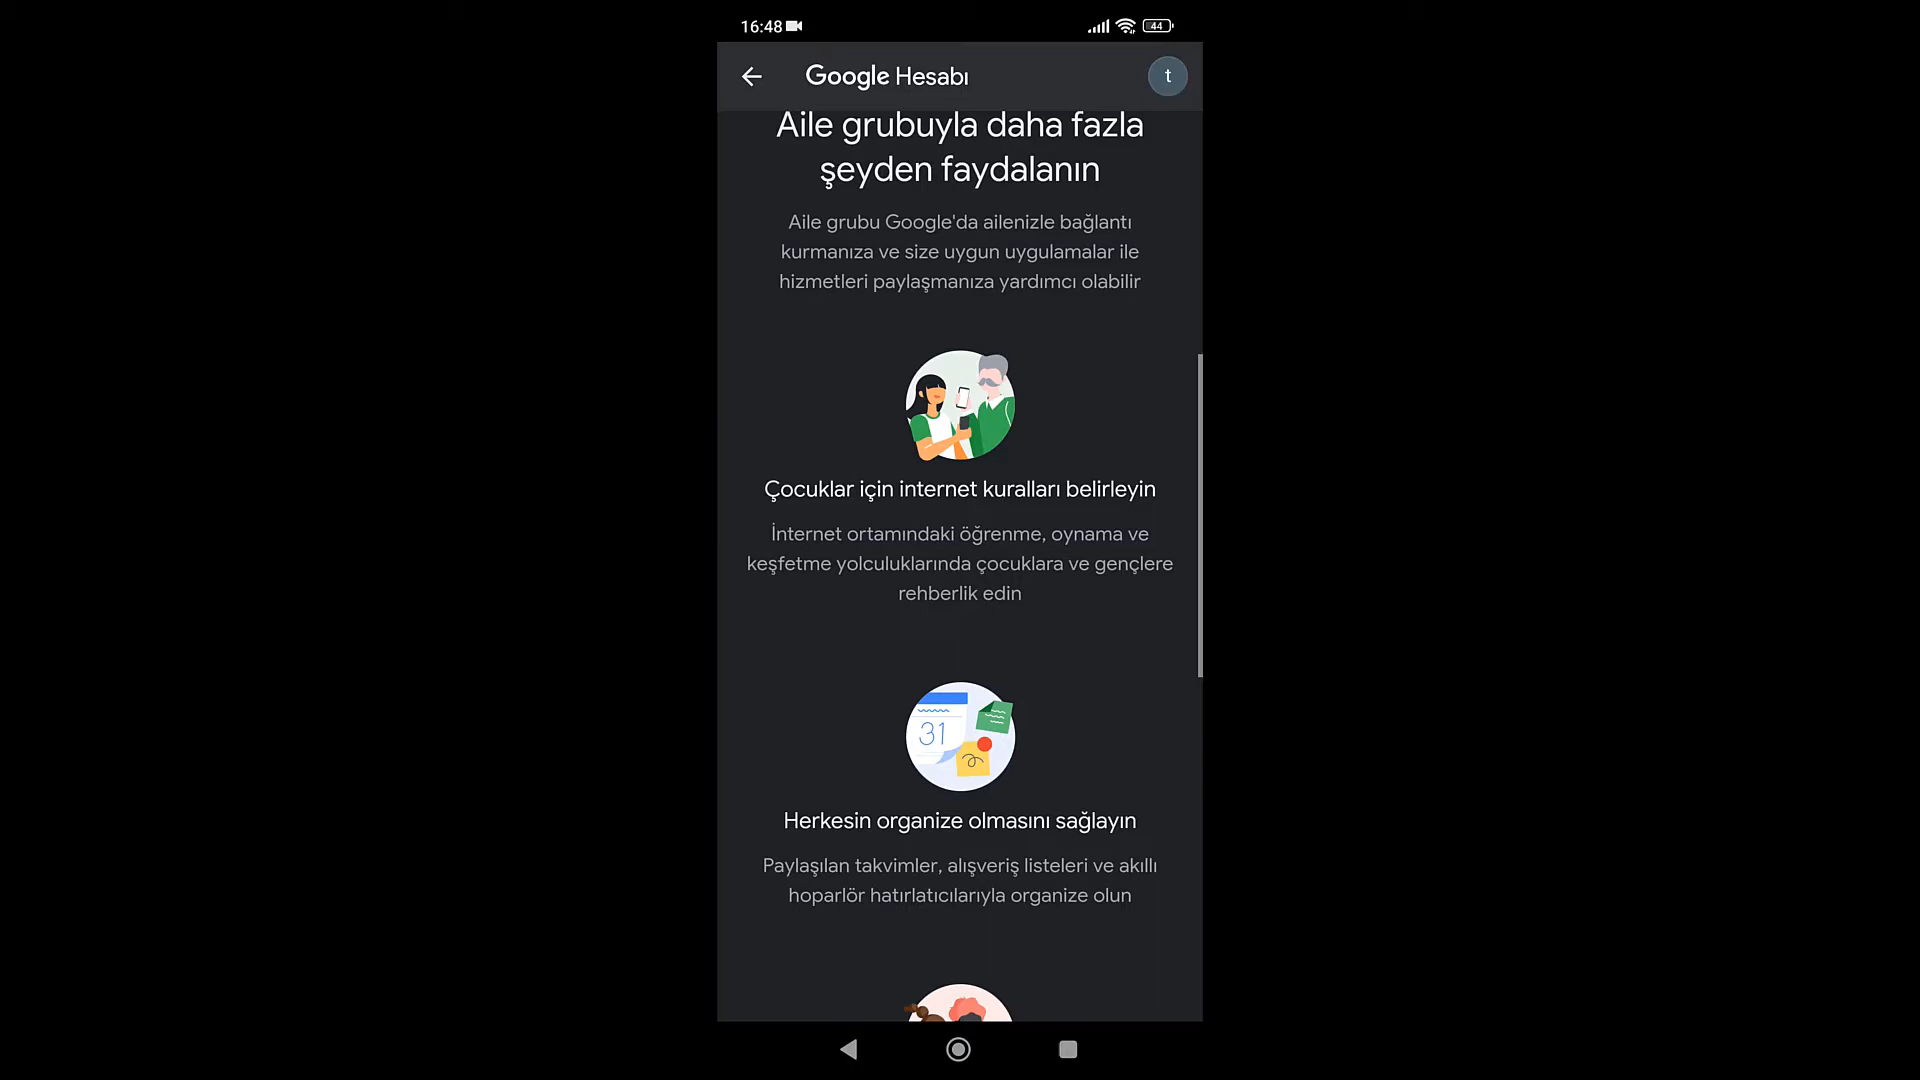 16:48
44
Google Hesabı
t
Aile grubuyla daha fazla
şeyden faydalanın
Aile grubu Google'da ailenizle bağlantı
kurmanıza ve size uygun uygulamalar ile
hizmetleri paylaşmanıza yardımcı olabilir
Çocuklar için internet kuralları belirleyin
İnternet ortamındaki öğrenme, oynama ve
keşfetme yolculuklarında çocuklara ve gençlere
rehberlik edin
31
Herkesin organize olmasını sağlayın
Paylaşılan takvimler, alışveriş listeleri ve akıllı
hoparlör hatırlatıcılarıyla organize olun